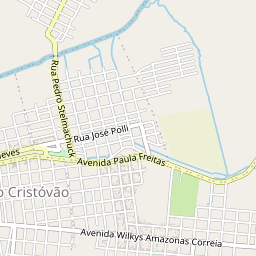 Rua Pedro Stelmachuck
Rua José Polli
eves
Avenida Paula Freitas
o Cristóvão
Avenida Wilkys Amazonas Correia